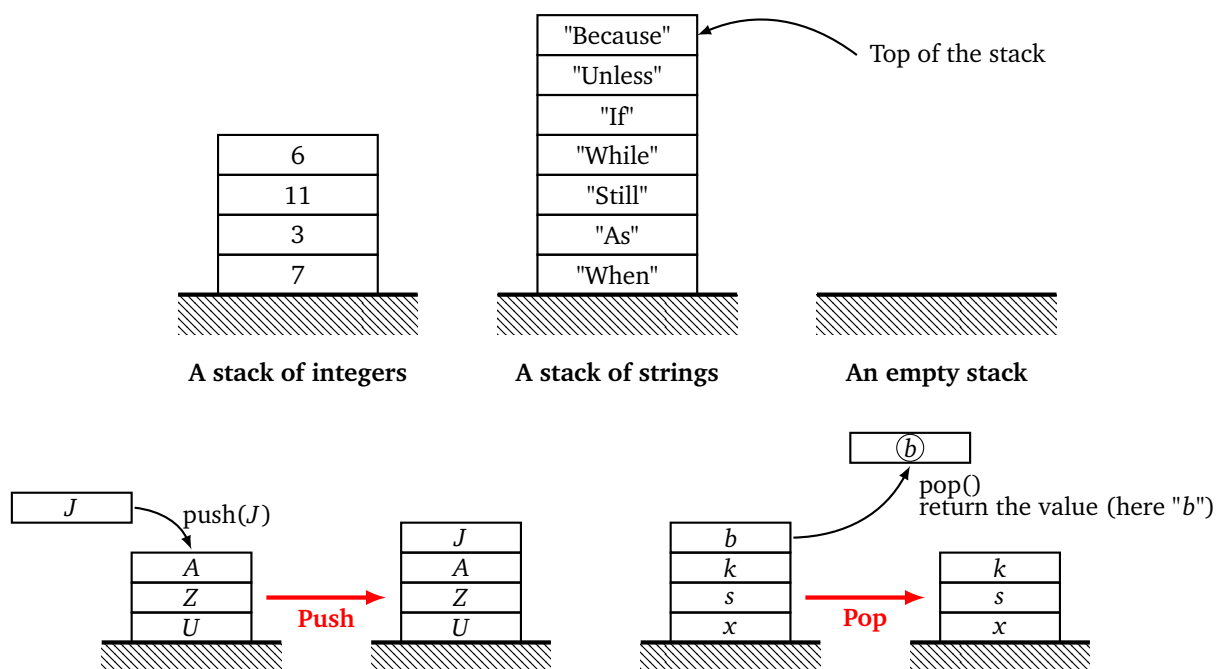 "Because"
Top of the stack
"Unless"
"If"
6
"While"
11
"Still"
3
"As"
7
"When"
A stack of integers
A stack of strings
An empty stack
J
push(J)
A
Z
U
Push
J
A
Z
U
b
pop()
return the value (here "b")
b
k
s
x
Pop
k
s
x